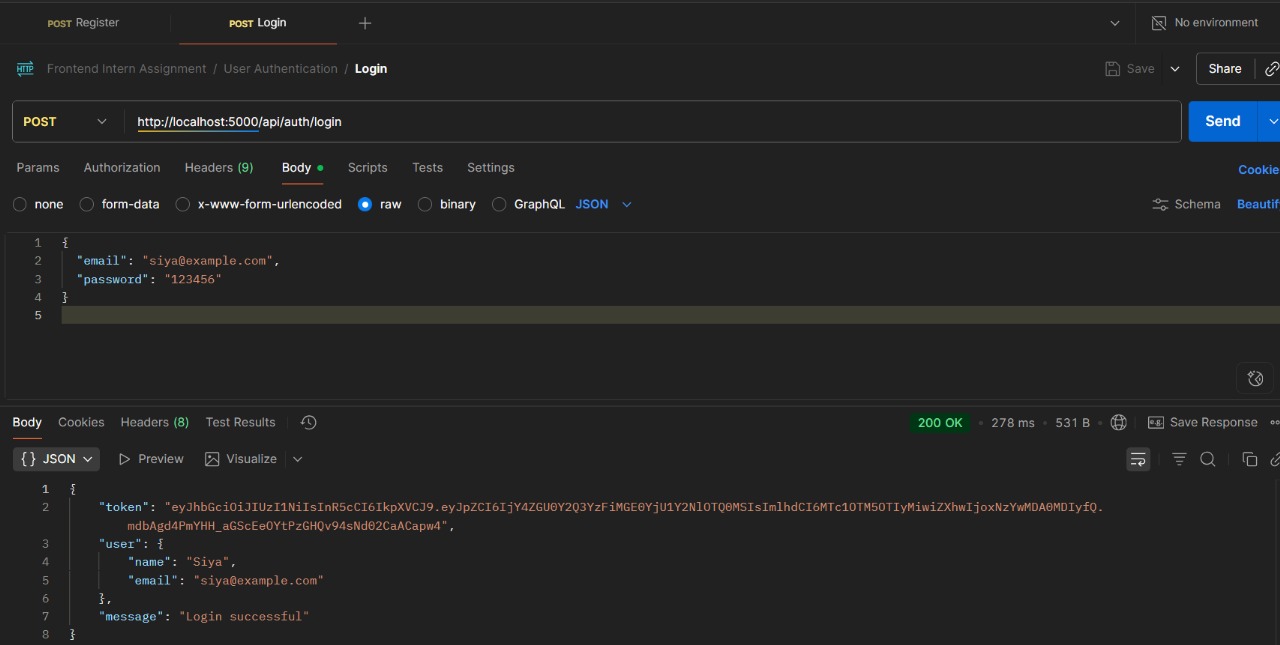 POST Register POST Login No environment
HTTP Frontend Intern Assignment / User Authentication / Login Save Share
POST http://localhost:5000/api/auth/login Send
Params Authorization Headers (9) Body Scripts Tests Settings Cookie
none form-data x-www-form-urlencoded raw binary GraphQL JSON Schema Beautif
1 {
2 "email": "siya@example.com",
3 "password": "123456"
4 }
5
Body Cookies Headers (8) Test Results 200 OK • 278 ms • 531 B • e.g. Save Response
{} JSON Preview Visualize
1 {
2 "token": "eyJhbGciOiJIUzI1NiIsInR5cCI6IkpXVCJ9.eyJpZCI6IjY4ZGU0Y2Q3YzFiMGE0YjU1Y2NlOTQ0MSIsImlhdCI6MTc1OTM5OTIyMiwiZXhwIjoxNzYwMDA0MDIyfQ.
mdbAgd4PmYHH_aGScEeOYtPzGHQv94sNd02CaACapw4",
3 "user": {
4 "name": "Siya",
5 "email": "siya@example.com"
6 },
7 "message": "Login successful"
8 }